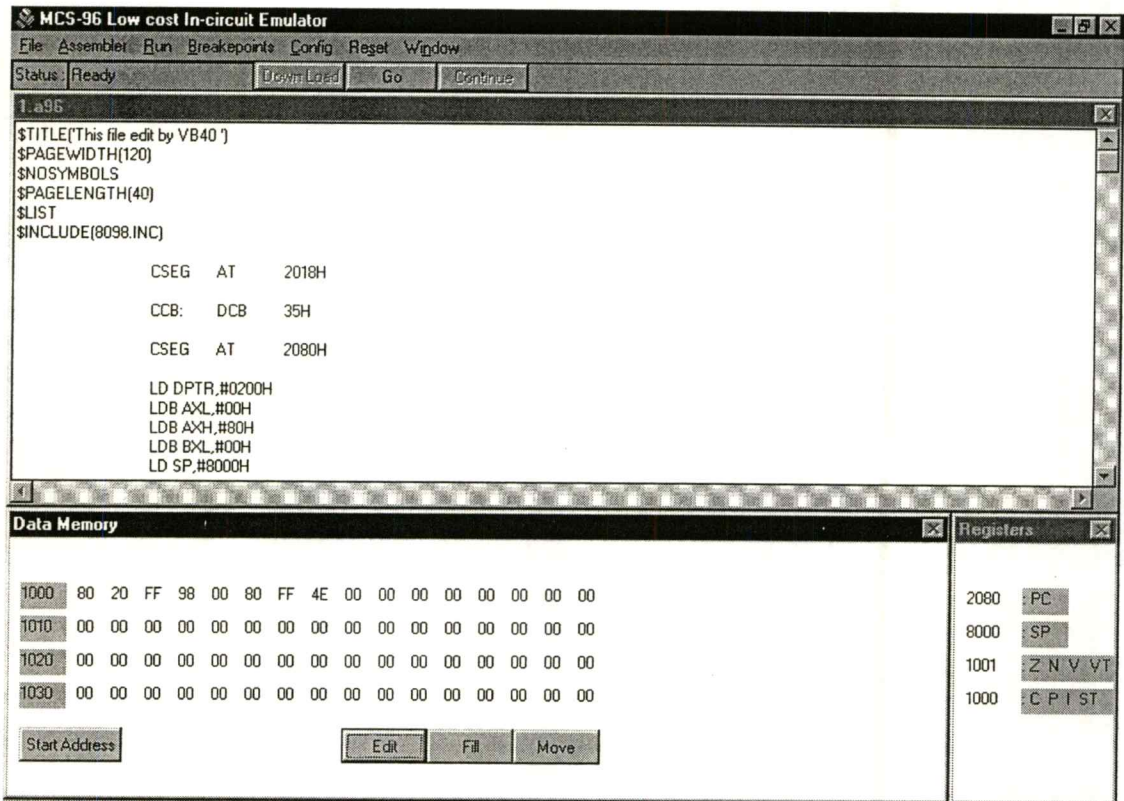 MCS-96 Low cost In-circuit Emulator
File Assembler Run Breakepoints Config Reset Window
Status : Ready Down Load Go Continue
1.a96
$TITLE('This file edit by VB40 ')
$PAGEWIDTH(120)
$NOSYMBOLS
$PAGELENGTH(40)
$LIST
$INCLUDE(8098.INC)
CSEG AT 2018H
CCB: DCB 35H
CSEG AT 2080H
LD DPTR,#0200H
LDB AXL,#00H
LDB AXH,#80H
LDB BXL,#00H
LD SP,#8000H
Data Memory
1000 80 20 FF 98 00 80 FF 4E 00 00 00 00 00 00 00 00
1010 00 00 00 00 00 00 00 00 00 00 00 00 00 00 00 00
1020 00 00 00 00 00 00 00 00 00 00 00 00 00 00 00 00
1030 00 00 00 00 00 00 00 00 00 00 00 00 00 00 00 00
Start Address Edit Fill Move
Registers
2080 : PC
8000 : SP
1001 : Z N V VT
1000 : C P I ST